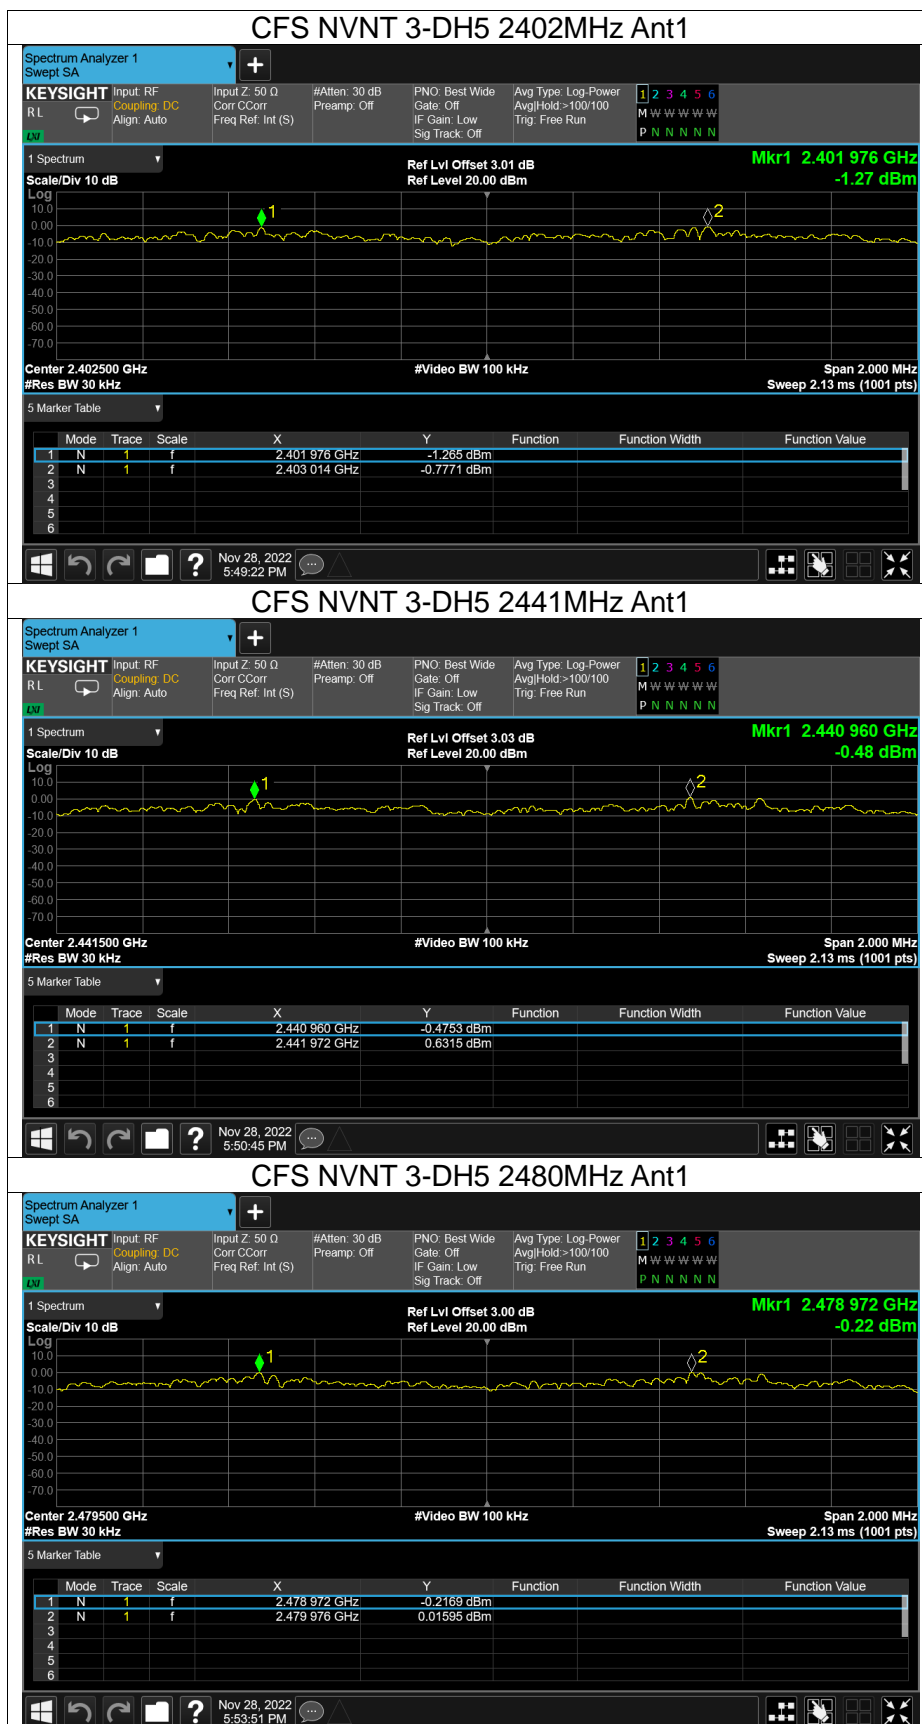 CFS NVNT 3-DH5 2402MHz Ant1
Spectrum Analyzer 1
Swept SA
+
KEYSIGHT Input: RF Input Z: 50 Ω #Atten: 30 dB PNO: Best Wide Avg Type: Log-Power 1 2 3 4 5 6
R L Coupling: DC Corr CCorr Preamp: Off Gate: Off Avg|Hold:>100/100 M W W W W W
Align: Auto Freq Ref: Int (S) IF Gain: Low Trig: Free Run
LXI Sig Track: Off P N N N N N
1 Spectrum Ref Lvl Offset 3.01 dB Mkr1 2.401 976 GHz
Scale/Div 10 dB Ref Level 20.00 dBm -1.27 dBm
Log
10.0
0.00
-10.0
-20.0
-30.0
-40.0
-50.0
-60.0
-70.0
1
2
Center 2.402500 GHz #Video BW 100 kHz Span 2.000 MHz
#Res BW 30 kHz Sweep 2.13 ms (1001 pts)
5 Marker Table
Mode Trace Scale X Y Function Function Width Function Value
1 N 1 f 2.401 976 GHz -1.265 dBm
2 N 1 f 2.403 014 GHz -0.7771 dBm
3
4
5
6
? Nov 28, 2022
5:49:22 PM
CFS NVNT 3-DH5 2441MHz Ant1
Spectrum Analyzer 1
Swept SA
+
KEYSIGHT Input: RF Input Z: 50 Ω #Atten: 30 dB PNO: Best Wide Avg Type: Log-Power 1 2 3 4 5 6
R L Coupling: DC Corr CCorr Preamp: Off Gate: Off Avg|Hold:>100/100 M W W W W W
Align: Auto Freq Ref: Int (S) IF Gain: Low Trig: Free Run
LXI Sig Track: Off P N N N N N
1 Spectrum Ref Lvl Offset 3.03 dB Mkr1 2.440 960 GHz
Scale/Div 10 dB Ref Level 20.00 dBm -0.48 dBm
Log
10.0
0.00
-10.0
-20.0
-30.0
-40.0
-50.0
-60.0
-70.0
1
2
Center 2.441500 GHz #Video BW 100 kHz Span 2.000 MHz
#Res BW 30 kHz Sweep 2.13 ms (1001 pts)
5 Marker Table
Mode Trace Scale X Y Function Function Width Function Value
1 N 1 f 2.440 960 GHz -0.4753 dBm
2 N 1 f 2.441 972 GHz 0.6315 dBm
3
4
5
6
? Nov 28, 2022
5:50:45 PM
CFS NVNT 3-DH5 2480MHz Ant1
Spectrum Analyzer 1
Swept SA
+
KEYSIGHT Input: RF Input Z: 50 Ω #Atten: 30 dB PNO: Best Wide Avg Type: Log-Power 1 2 3 4 5 6
R L Coupling: DC Corr CCorr Preamp: Off Gate: Off Avg|Hold:>100/100 M W W W W W
Align: Auto Freq Ref: Int (S) IF Gain: Low Trig: Free Run
LXI Sig Track: Off P N N N N N
1 Spectrum Ref Lvl Offset 3.00 dB Mkr1 2.478 972 GHz
Scale/Div 10 dB Ref Level 20.00 dBm -0.22 dBm
Log
10.0
0.00
-10.0
-20.0
-30.0
-40.0
-50.0
-60.0
-70.0
1
2
Center 2.479500 GHz #Video BW 100 kHz Span 2.000 MHz
#Res BW 30 kHz Sweep 2.13 ms (1001 pts)
5 Marker Table
Mode Trace Scale X Y Function Function Width Function Value
1 N 1 f 2.478 972 GHz -0.2169 dBm
2 N 1 f 2.479 976 GHz 0.01595 dBm
3
4
5
6
? Nov 28, 2022
5:53:51 PM